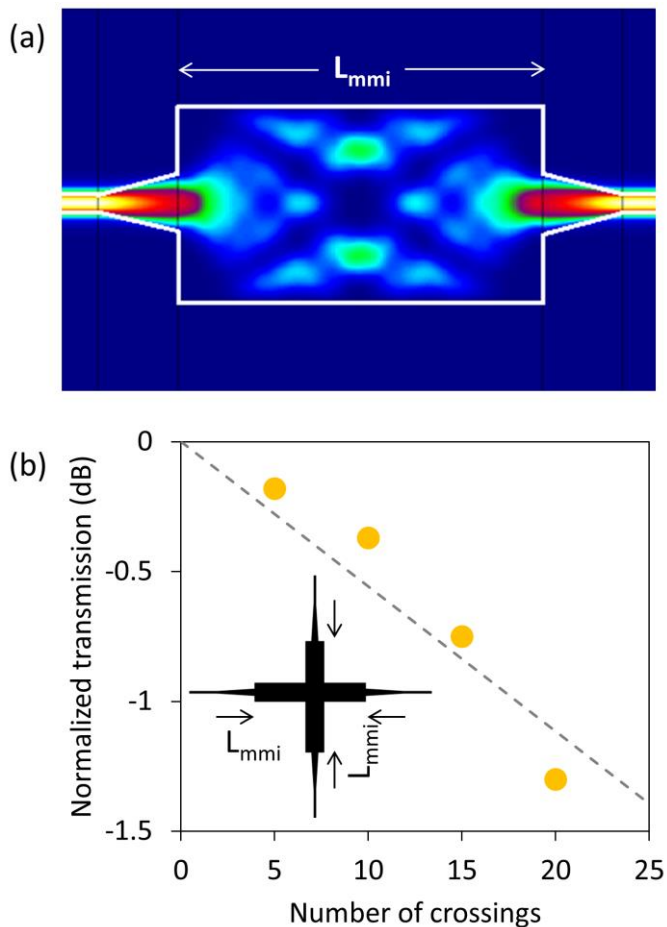 (a)
Lmmi
(b)
Normalized transmission (dB)
0
-0.5
-1
-1.5
Lmmi
Lmmi
0 5 10 15 20 25
Number of crossings